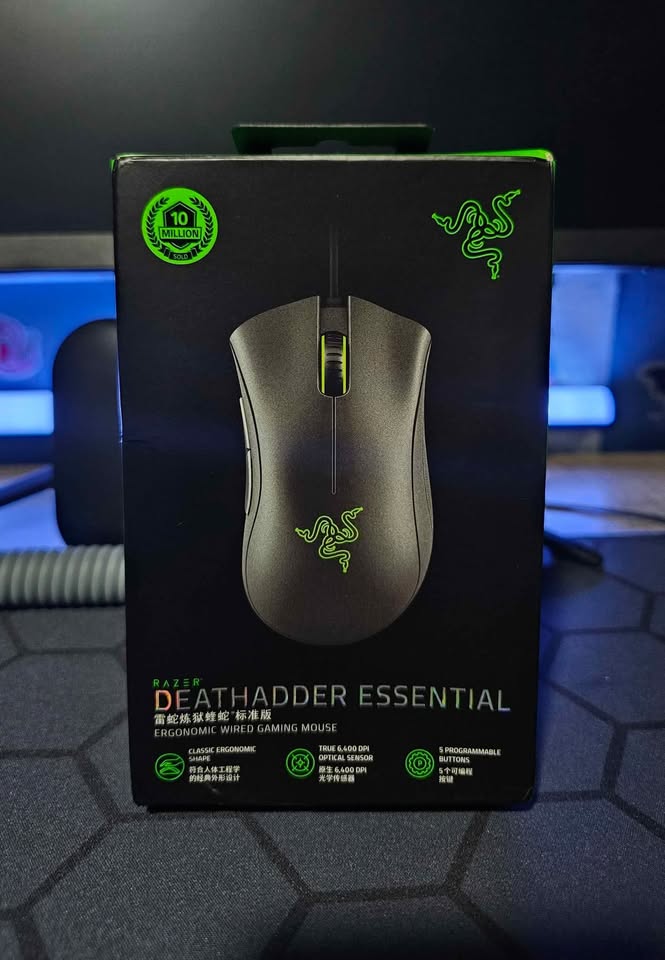 10
MILLION
SOLD
RAZER
DEATHADDER ESSENTIAL
雷蛇炼狱蝰蛇™标准版
ERGONOMIC WIRED GAMING MOUSE
CLASSIC ERGONOMIC
SHAPE
符合人体工程学
的经典外形设计
TRUE 6,400 DPI
OPTICAL SENSOR
原生 6,400 DPI
光学传感器
5 PROGRAMMABLE
BUTTONS
5个可编程
按键